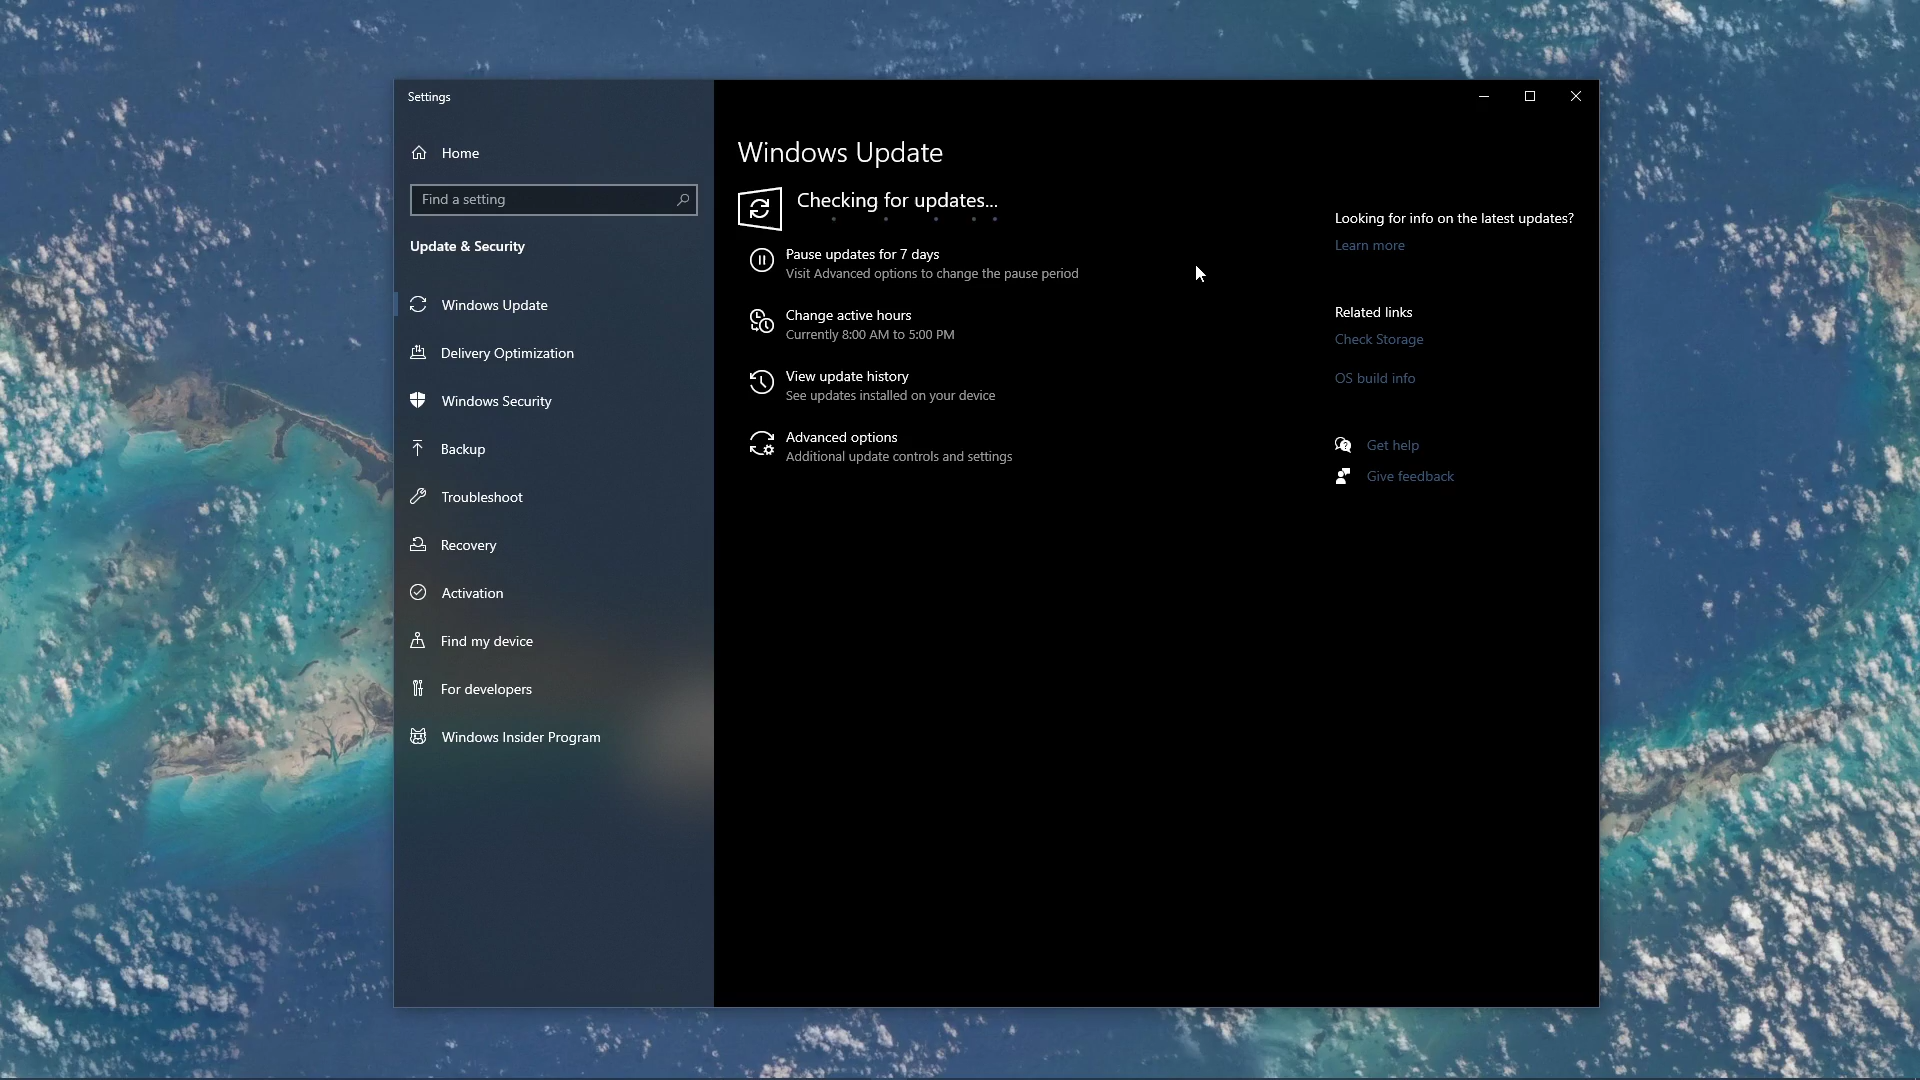 Settings
Home
Find a setting
Update & Security
Windows Update
Delivery Optimization
Windows Security
Backup
Troubleshoot
Recovery
Activation
Find my device
For developers
Windows Insider Program
Windows Update
Checking for updates...
Pause updates for 7 days
Visit Advanced options to change the pause period
Change active hours
Currently 8:00 AM to 5:00 PM
View update history
See updates installed on your device
Advanced options
Additional update controls and settings
Looking for info on the latest updates?
Learn more
Related links
Check Storage
OS build info
Get help
Give feedback